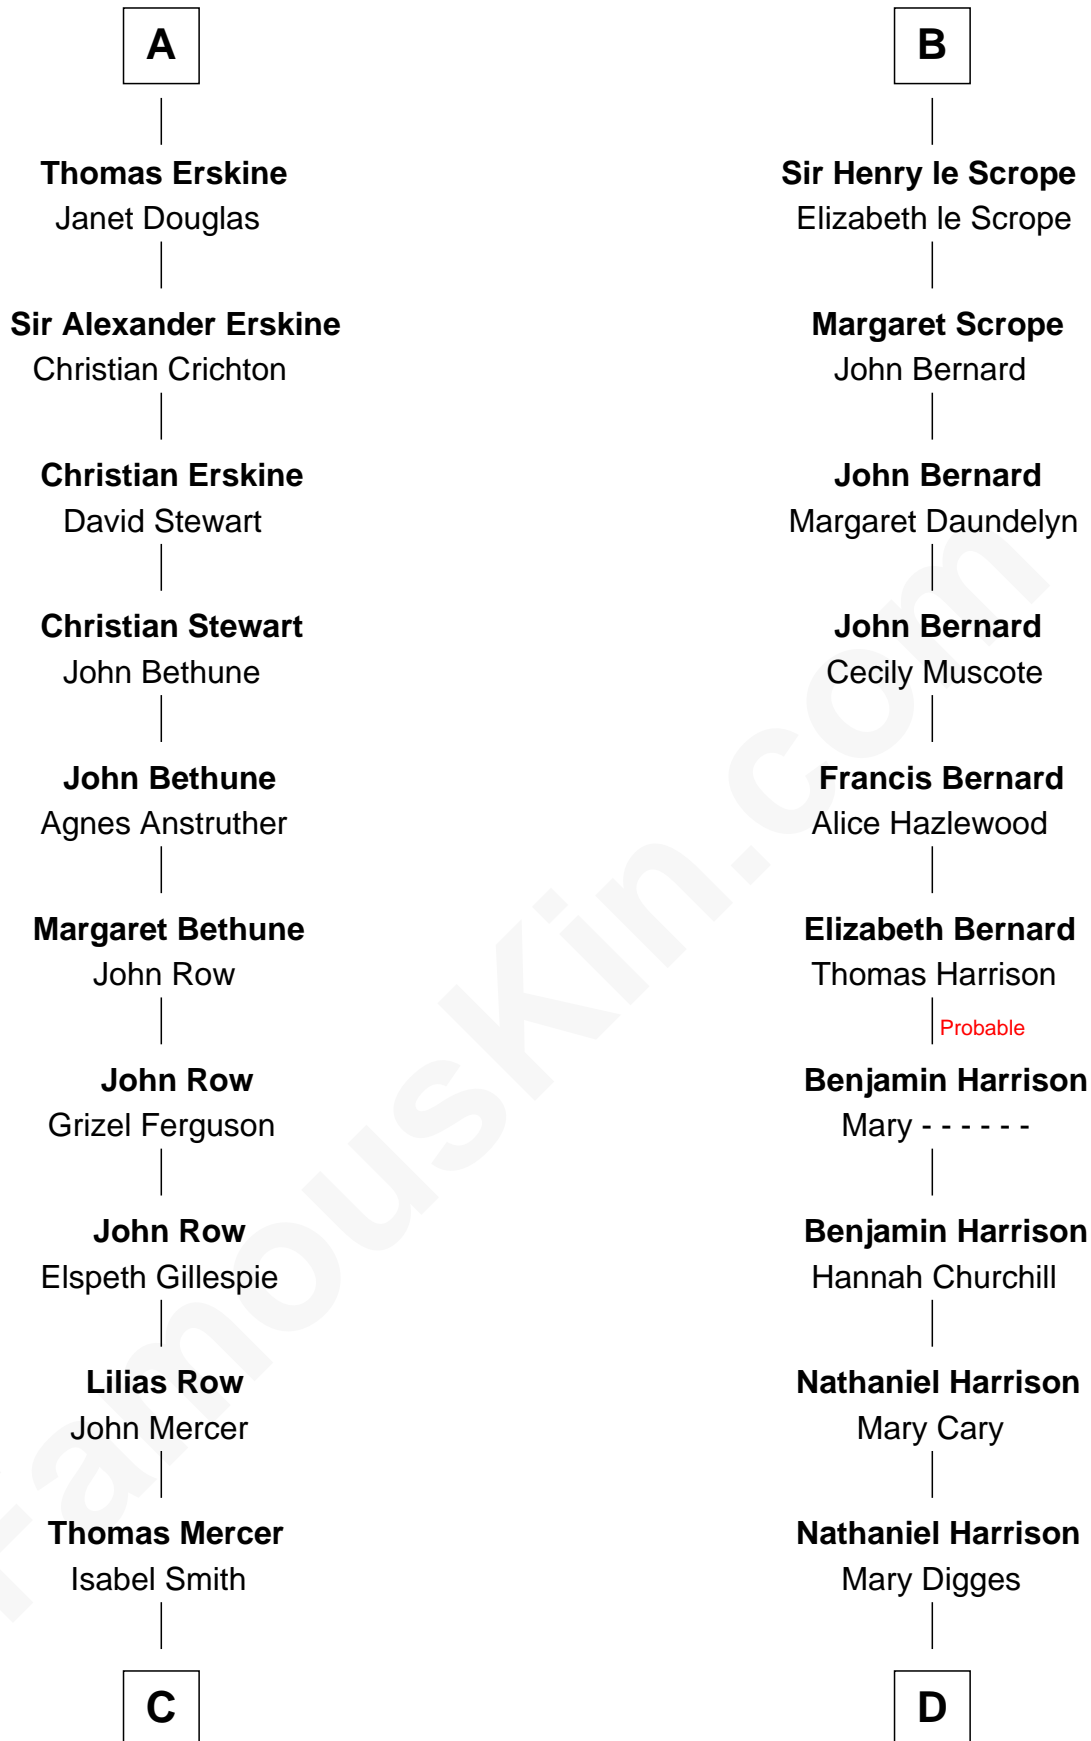 A
Thomas Erskine
Janet Douglas
Sir Alexander Erskine
Christian Crichton
Christian Erskine
David Stewart
Christian Stewart
John Bethune
John Bethune
Agnes Anstruther
Margaret Bethune
John Row
John Row
Grizel Ferguson
John Row
Elspeth Gillespie
Lilias Row
John Mercer
Thomas Mercer
Isabel Smith
C
B
Sir Henry le Scrope
Elizabeth le Scrope
Margaret Scrope
John Bernard
John Bernard
Margaret Daundelyn
John Bernard
Cecily Muscote
Francis Bernard
Alice Hazlewood
Elizabeth Bernard
Thomas Harrison
Probable
Benjamin Harrison
Mary - - - - - -
Benjamin Harrison
Hannah Churchill
Nathaniel Harrison
Mary Cary
Nathaniel Harrison
Mary Digges
D
FamousKin.com